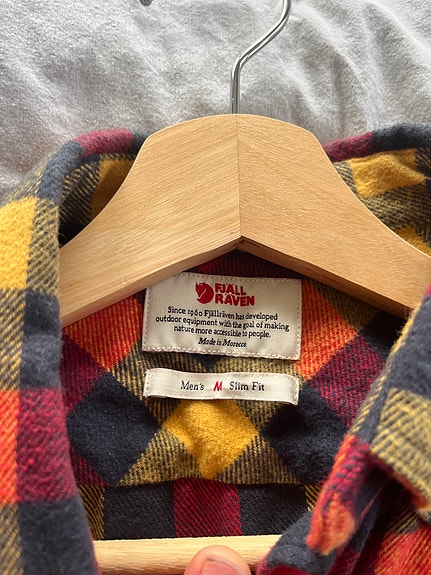 FJÄLL
RÄVEN
Since 1960 Fjällräven has developed
outdoor equipment with the goal of making
nature more accessible to people.
Made in Morocco
Men's M Slim Fit